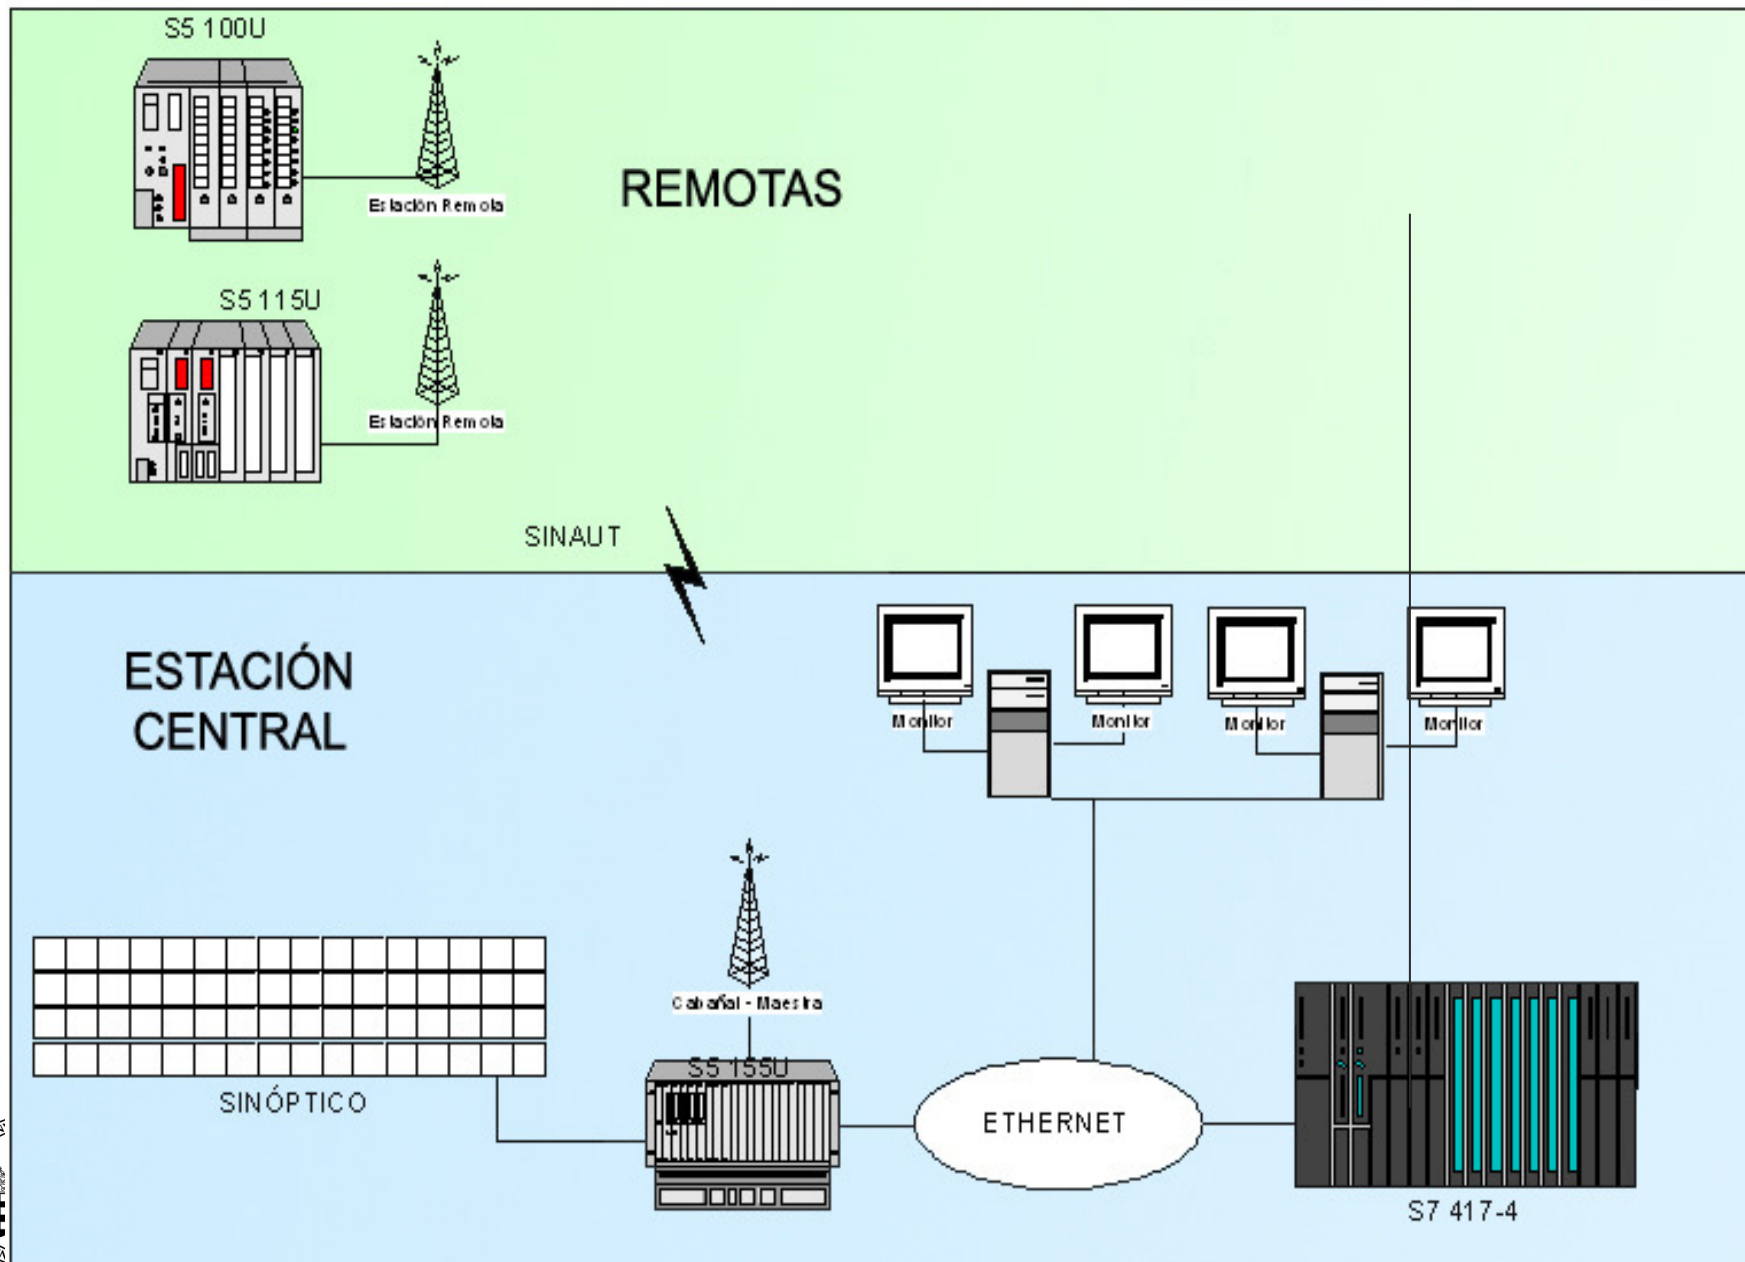 S5 100U
Estación Remota
REMOTAS
S5 115U
Estación Remota
SINAUT
ESTACIÓN
CENTRAL
Monitor
Monitor
Monitor
Monitor
Cabañal - Maestra
S5 155U
SINÓPTICO
ETHERNET
S7 417-4